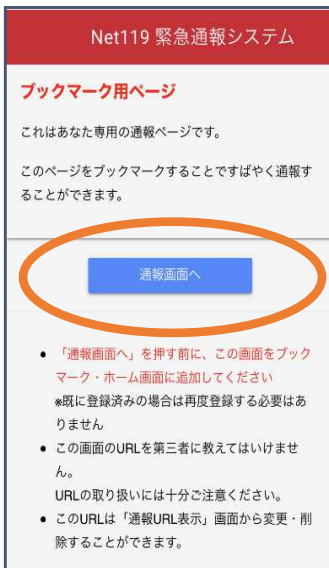 Net119 緊急通報システム
ブックマーク用ページ
これはあなた専用の通報ページです。
このページをブックマークすることですばやく通報す
ることができます。
通報画面へ
● 「通報画面へ」を押す前に、この画面をブック
マーク・ホーム画面に追加してください
※既に登録済みの場合は再度登録する必要はあ
りません
● この画面のURLを第三者に教えてはいけませ
ん。
URLの取り扱いには十分ご注意ください。
● このURLは「通報URL表示」画面から変更・削
除することができます。